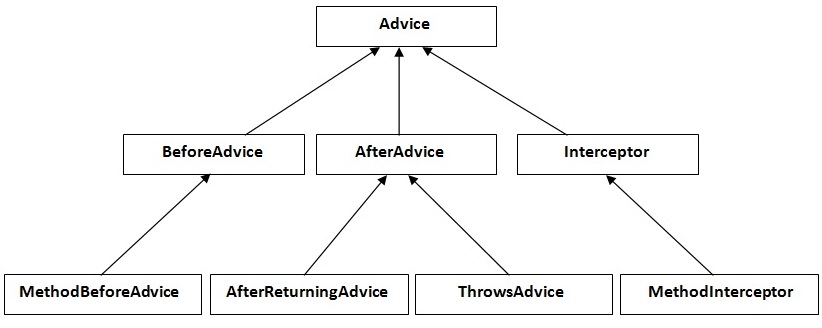 Advice
BeforeAdvice
AfterAdvice
Interceptor
MethodBeforeAdvice
AfterReturningAdvice
ThrowsAdvice
MethodInterceptor